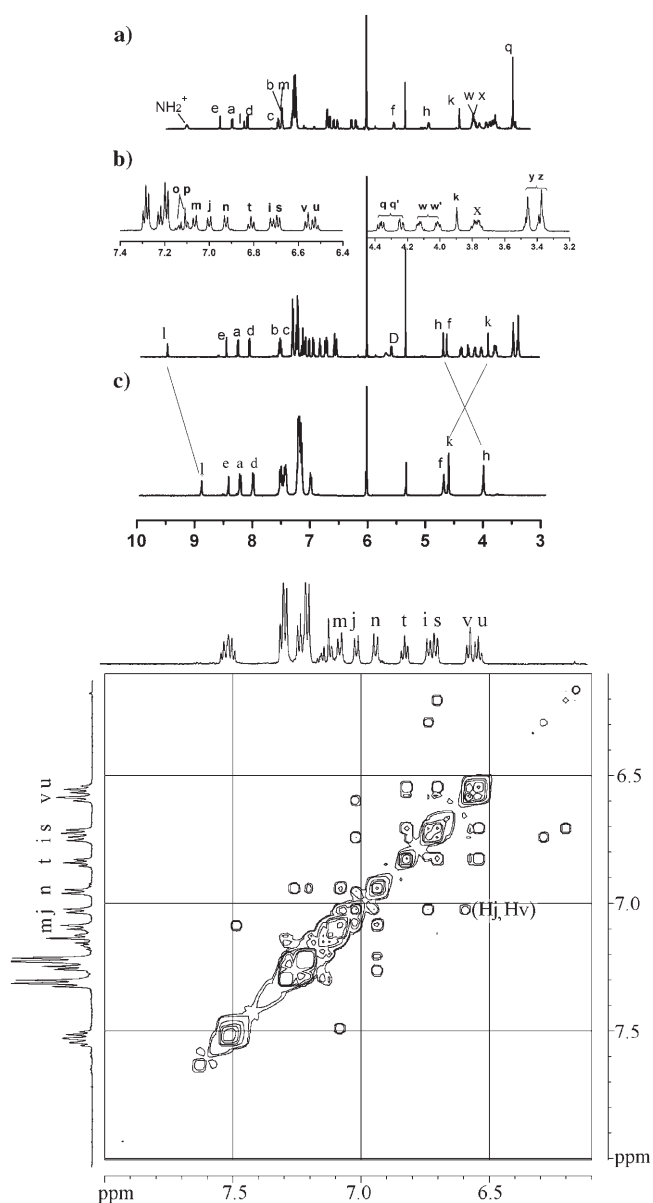 a)
q
b m
NH2+
e a l d
c
f h k w x
b)
o p
m j n t i s v u
7.4 7.2 7.0 6.8 6.6 6.4
q q' w w' k x y z
4.4 4.2 4.0 3.8 3.6 3.4 3.2
l e a d b c D h f k
c)
l e a d f k h
10 9 8 7 6 5 4 3
m j n t i s v u
v u
i s
t
n
m j
(Hj,Hv)
6.5
7.0
7.5
ppm
ppm 7.5 7.0 6.5